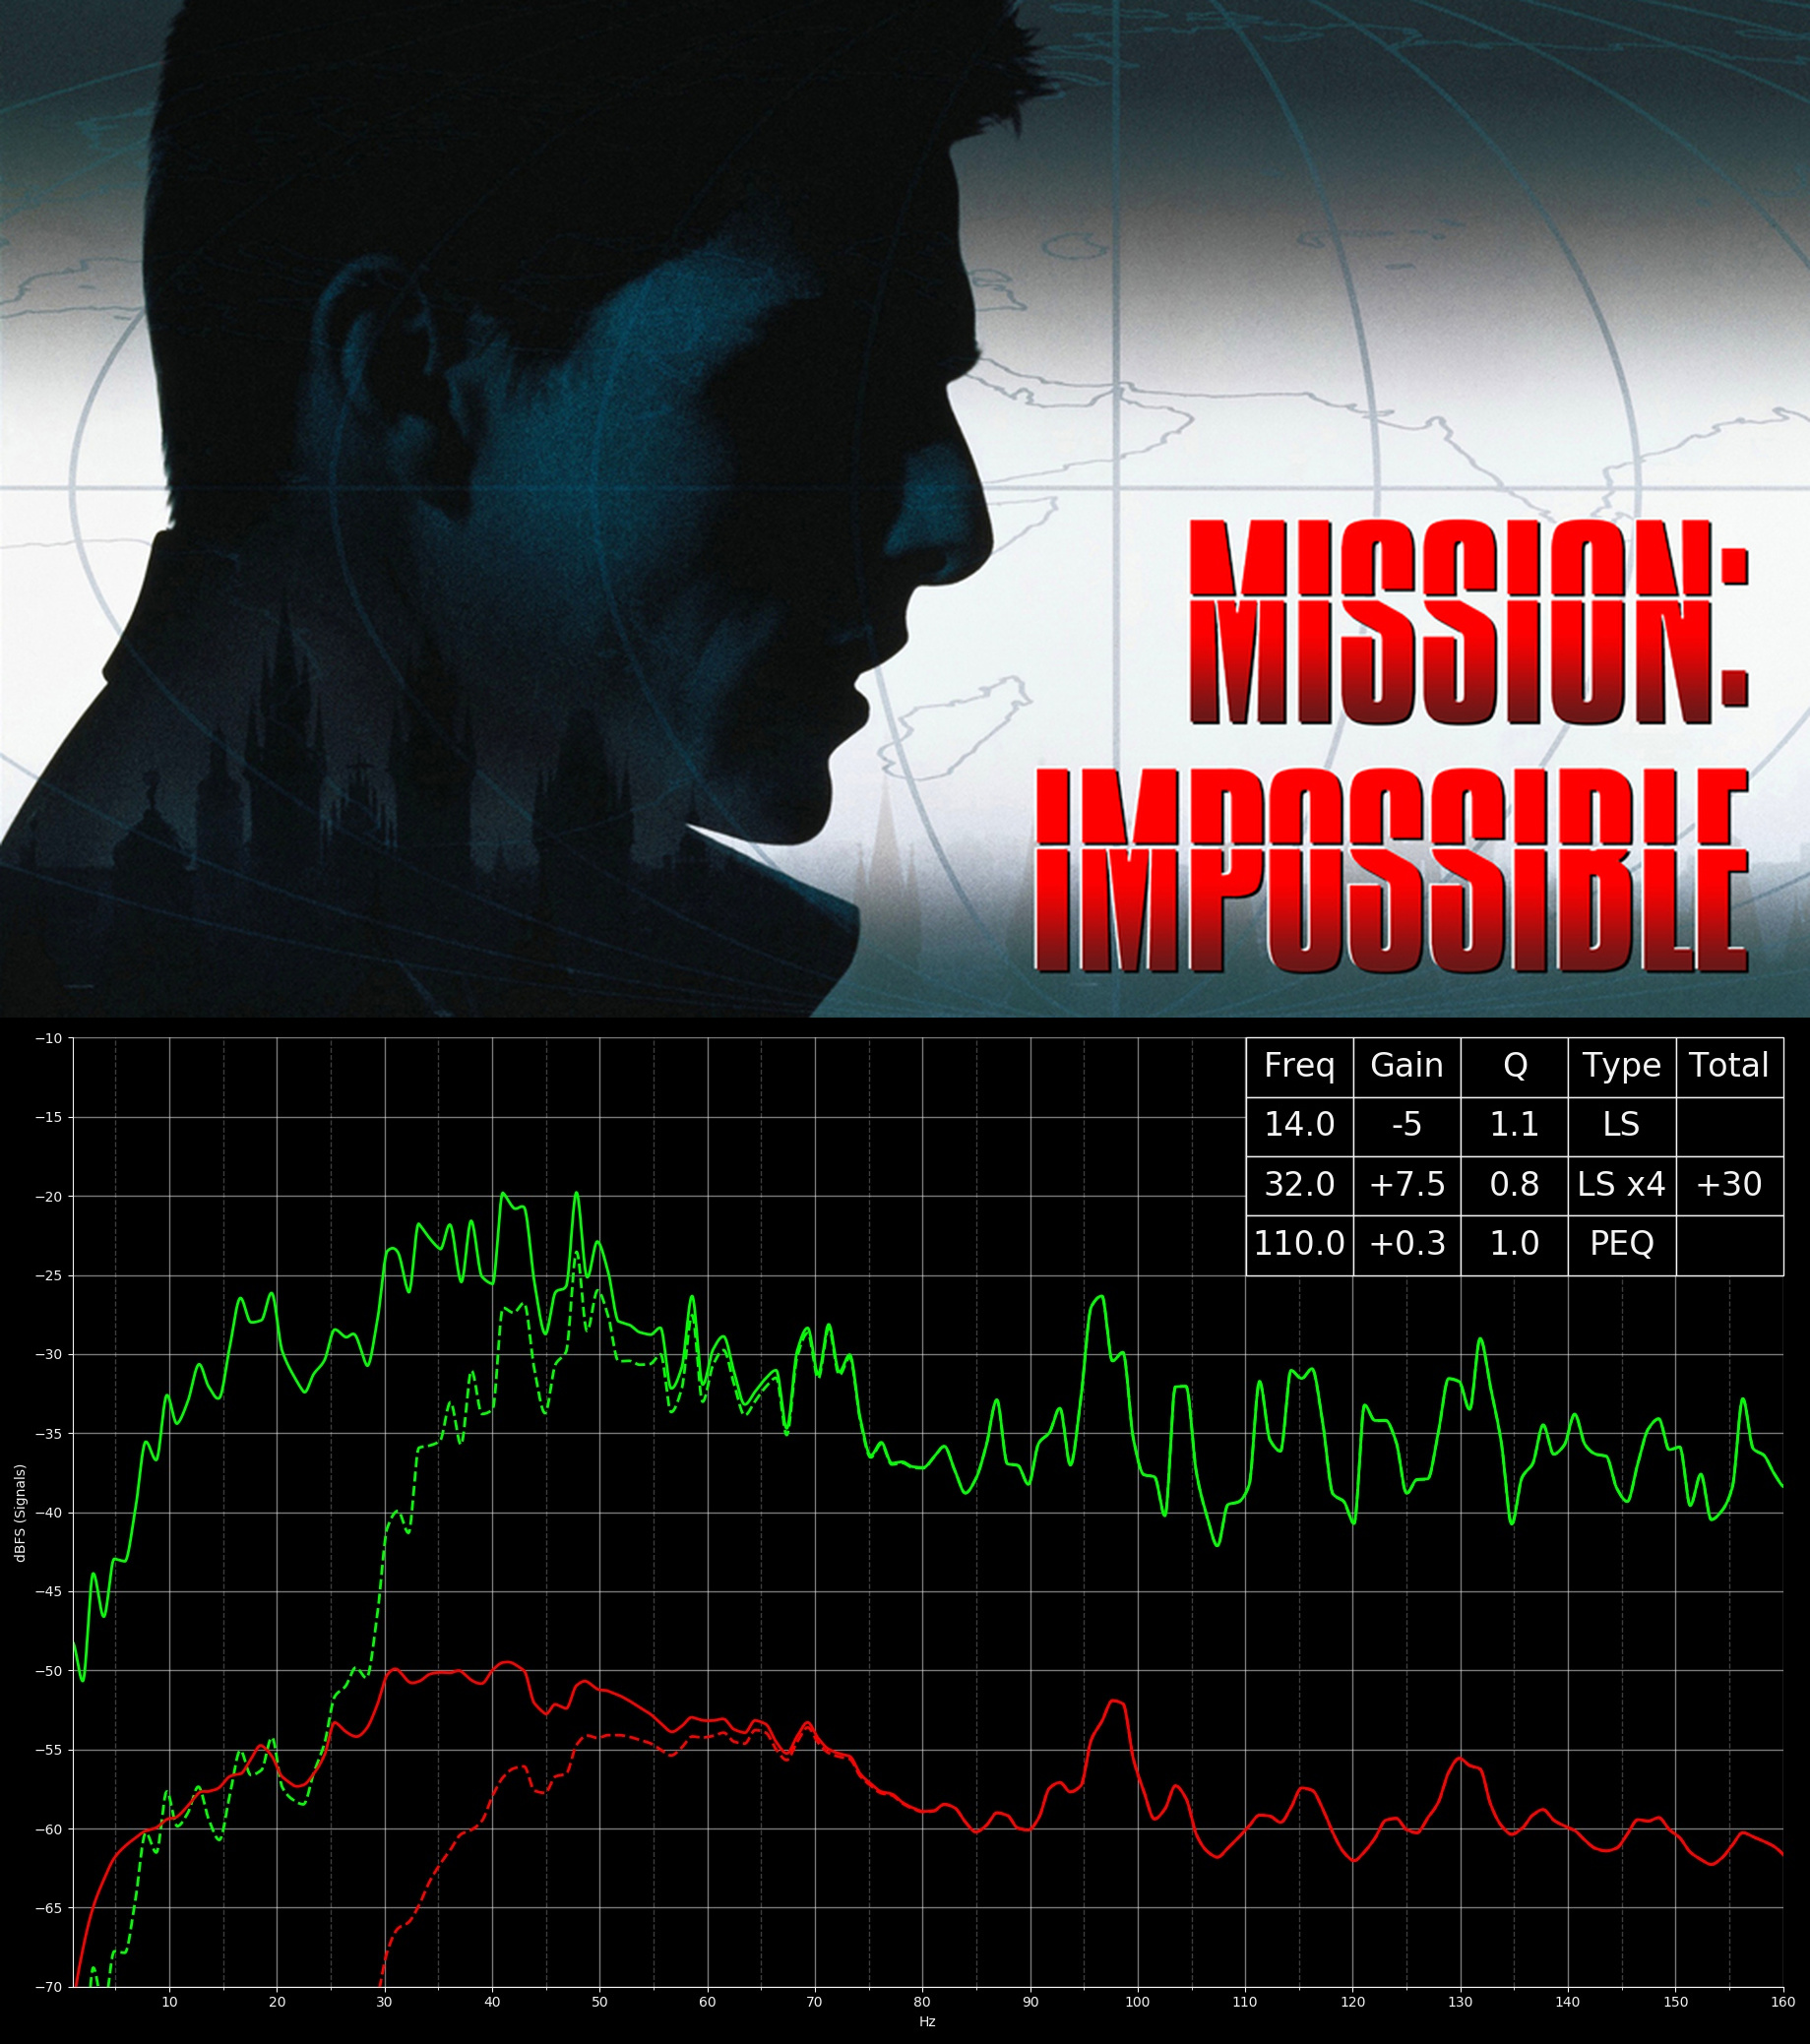 MISSION:
IMPOSSIBLE
Freq Gain Q Type Total
14.0 -5 1.1 LS
32.0 +7.5 0.8 LS x4 +30
110.0 +0.3 1.0 PEQ
−10
−15
−20
−25
−30
−35
−40
−45
−50
−55
−60
−65
−70
dBFS (Signals)
10 20 30 40 50 60 70 80 90 100 110 120 130 140 150 160
Hz